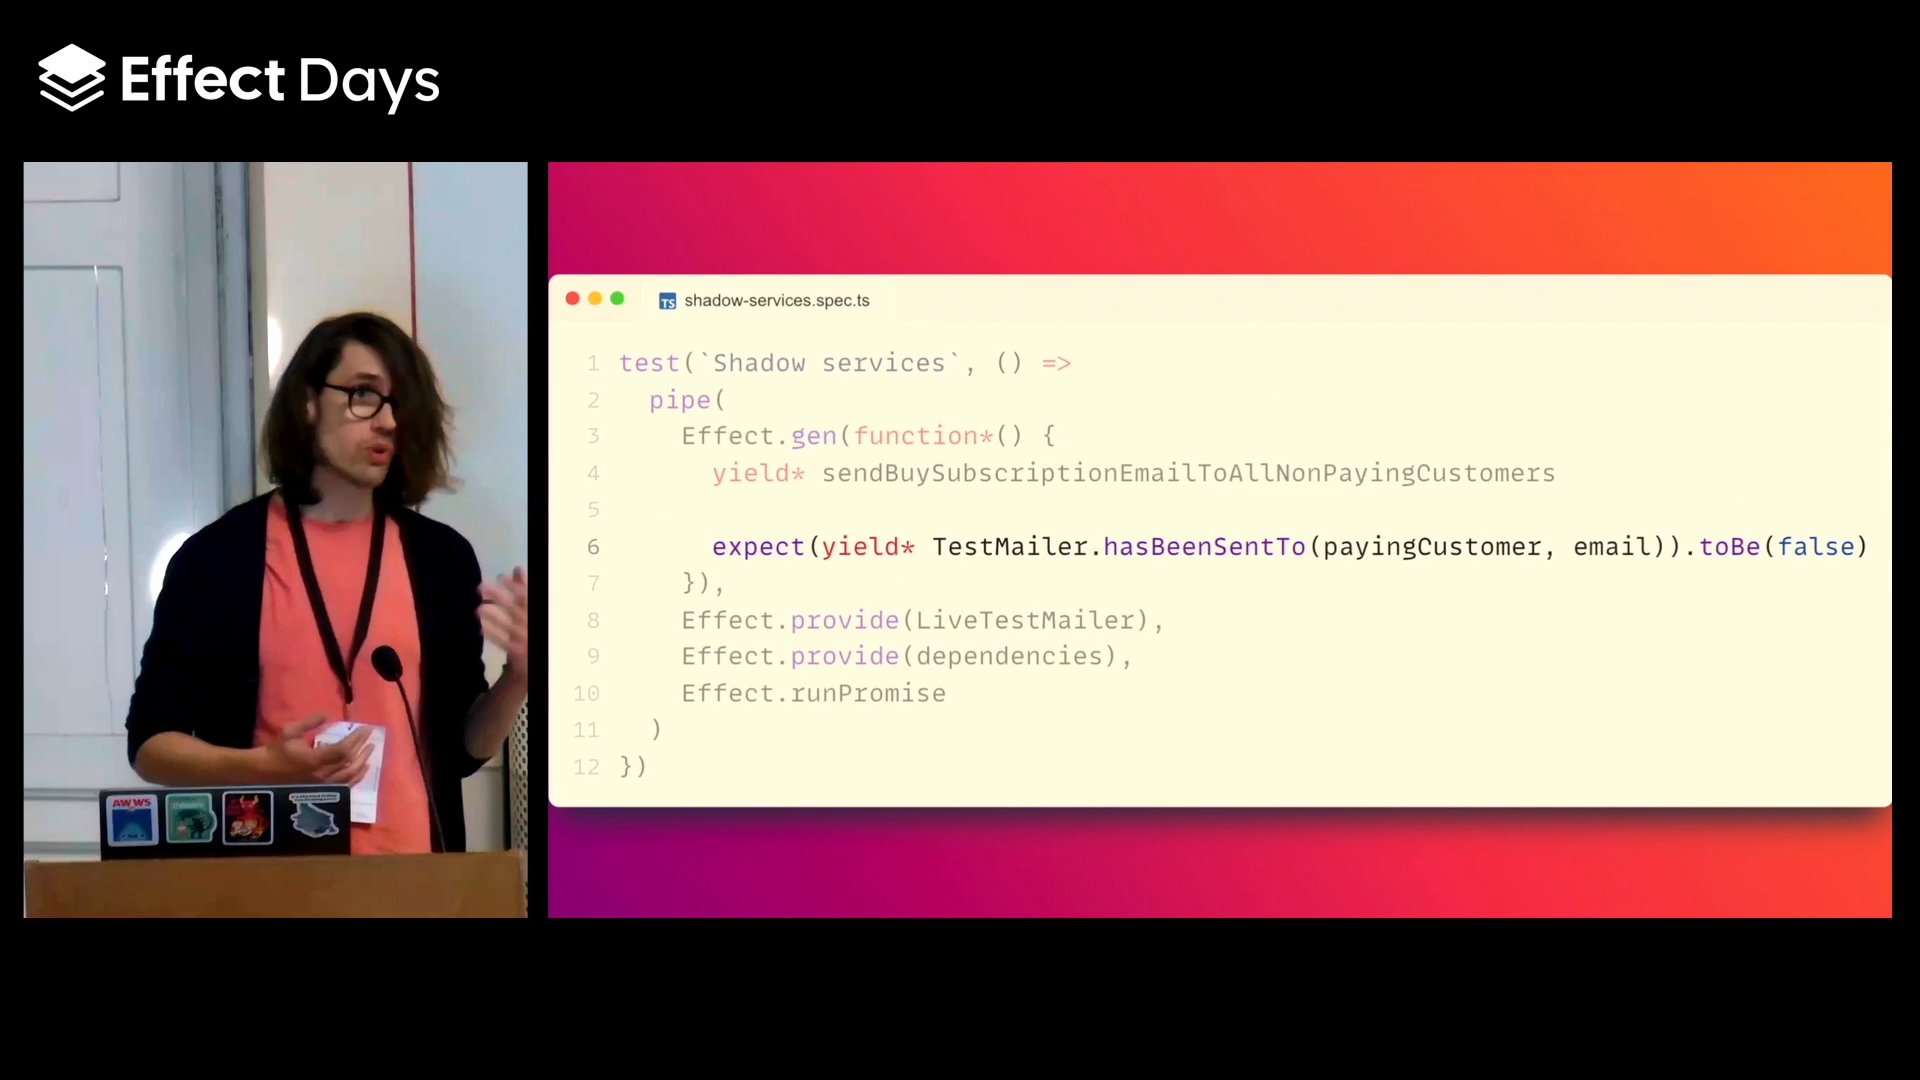 Effect Days
TS shadow-services.spec.ts
1 test(`Shadow services`, () =>
2 pipe(
3 Effect.gen(function*() {
4 yield* sendBuySubscriptionEmailToAllNonPayingCustomers
5
6 expect(yield* TestMailer.hasBeenSentTo(payingCustomer, email)).toBe(false)
7 }),
8 Effect.provide(LiveTestMailer),
9 Effect.provide(dependencies),
10 Effect.runPromise
11 )
12 })
AWWS